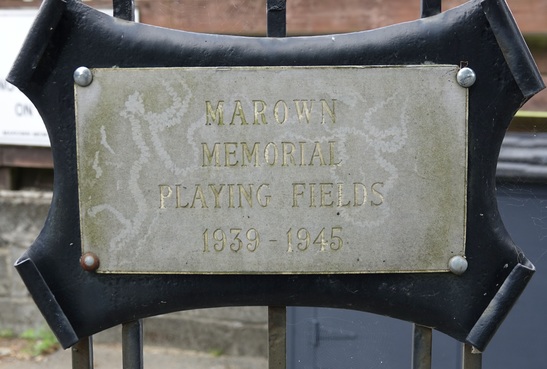 MAROWN
MEMORIAL
PLAYING FIELDS
1939 - 1945